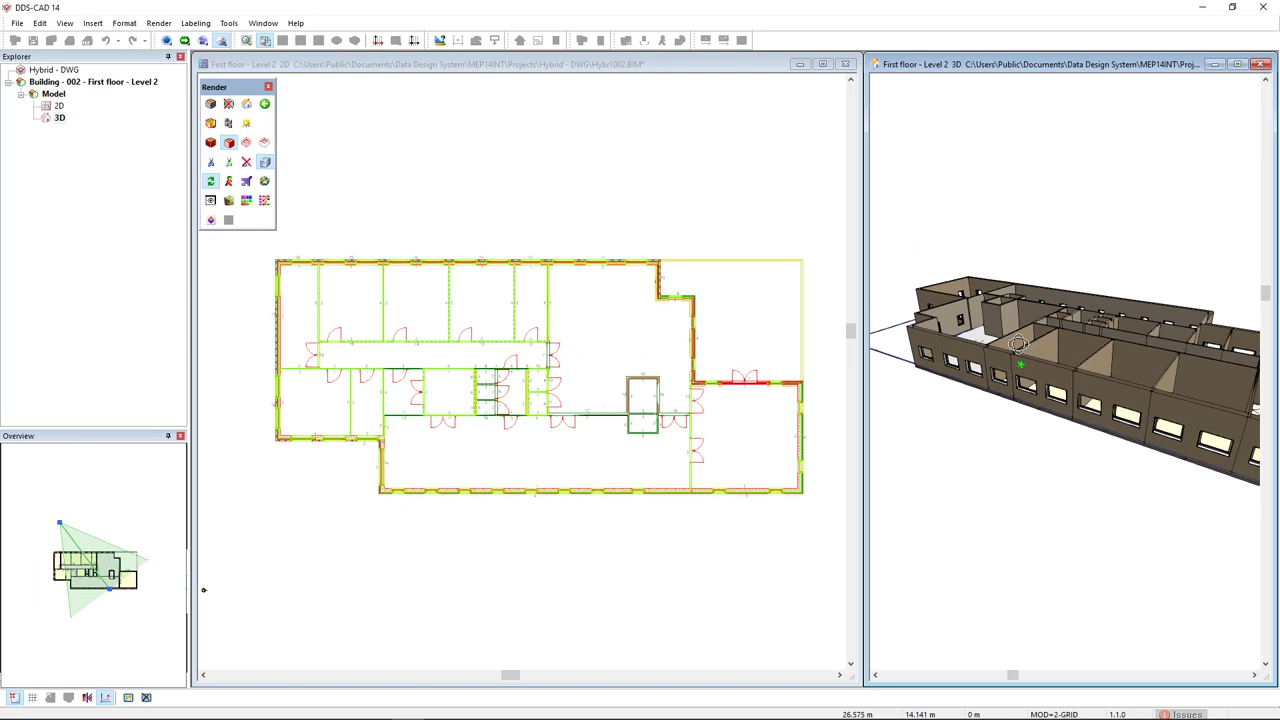 DDS-CAD 14
File Edit View Insert Format Render Labeling Tools Window Help
Explorer
Hybrid - DWG
Building - 002 - First floor - Level 2
Model
2D
3D
First floor - Level 2 2D C:\Users\Public\Documents\Data Design System\MEP14INT\Projects\Hybrid - DWG\Hybr1002.BIM*
Render
First floor - Level 2 3D C:\Users\Public\Documents\Data Design System\MEP14INT\Proj...
Overview
26.575 m 14.141 m 0 m MOD=2-GRID 1.1.0 Issues